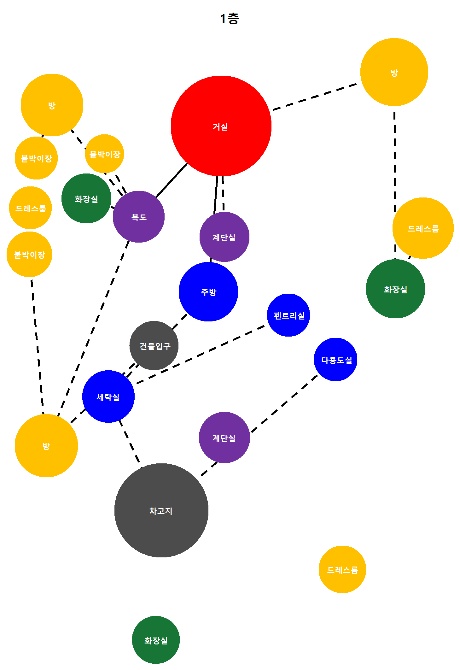 1층
방
방
거실
붙박이장
붙박이장
화장실
드레스룸
복도
드레스룸
계단실
붙박이장
주방
화장실
펜트리실
건물입구
다용도실
세탁실
계단실
방
차고지
드레스룸
화장실